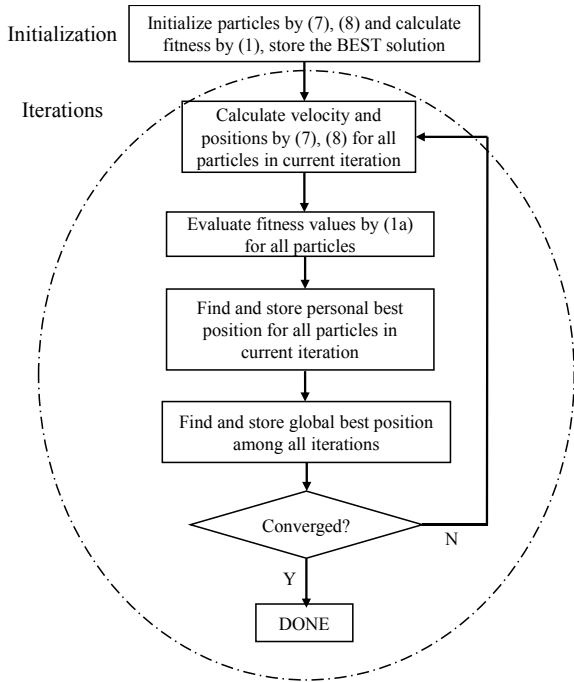 Initialization
Initialize particles by (7), (8) and calculate
fitness by (1), store the BEST solution
Iterations
Calculate velocity and
positions by (7), (8) for all
particles in current iteration
Evaluate fitness values by (1a)
for all particles
Find and store personal best
position for all particles in
current iteration
Find and store global best position
among all iterations
Converged?
N
Y
DONE